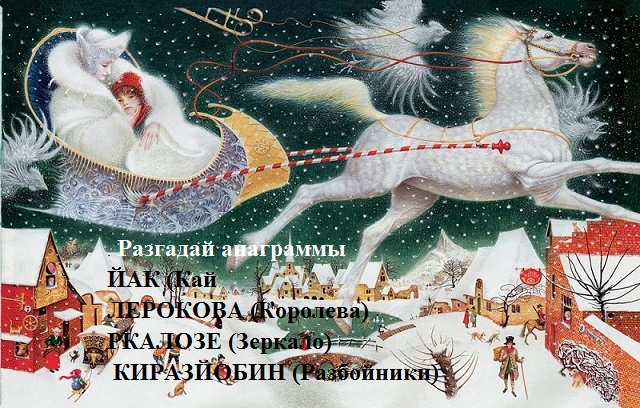 . Разгадай анаграммы
ЙАК (Кай
ЛЕРОКОВА (Королева)
РКАЛОЗЕ (Зеркало)
КИРАЗЙОБИН (Разбойники)